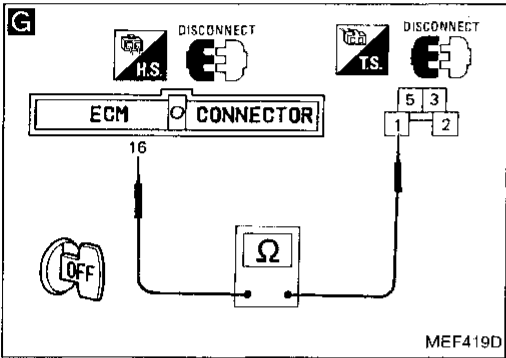 G
DISCONNECT
H.S.
DISCONNECT
T.S.
ECM CONNECTOR
5 3
1 2
16
Ω
OFF
MEF419D